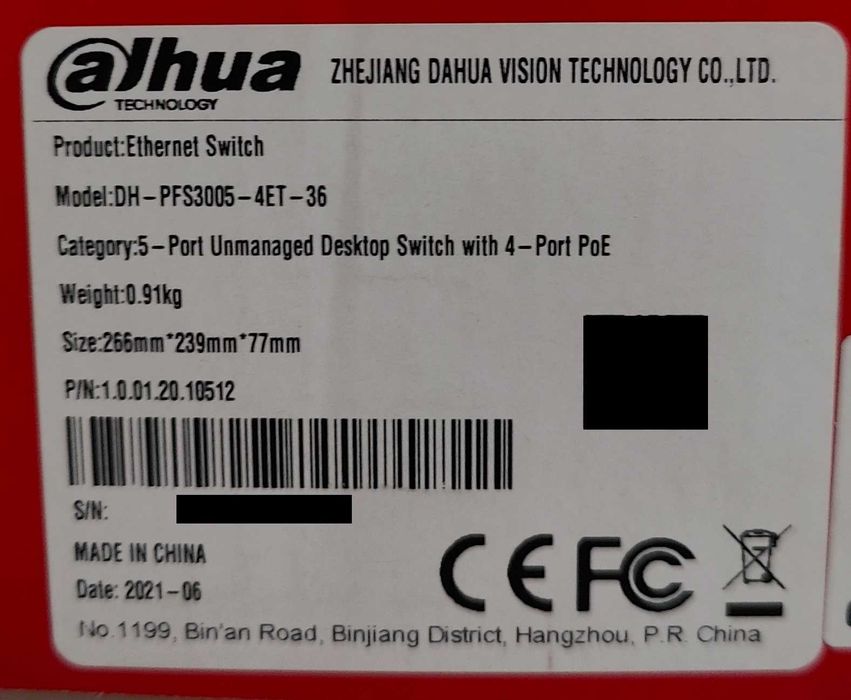 alhua
TECHNOLOGY
ZHEJIANG DAHUA VISION TECHNOLOGY CO.,LTD.
Product:Ethernet Switch
Model:DH-PFS3005-4ET-36
Category:5-Port Unmanaged Desktop Switch with 4-Port PoE
Weight:0.91kg
Size:266mm*239mm*77mm
P/N:1.0.01.20.10512
S/N:
MADE IN CHINA
Date: 2021-06
CE FC
No.1199, Bin'an Road, Binjiang District, Hangzhou, P.R. China